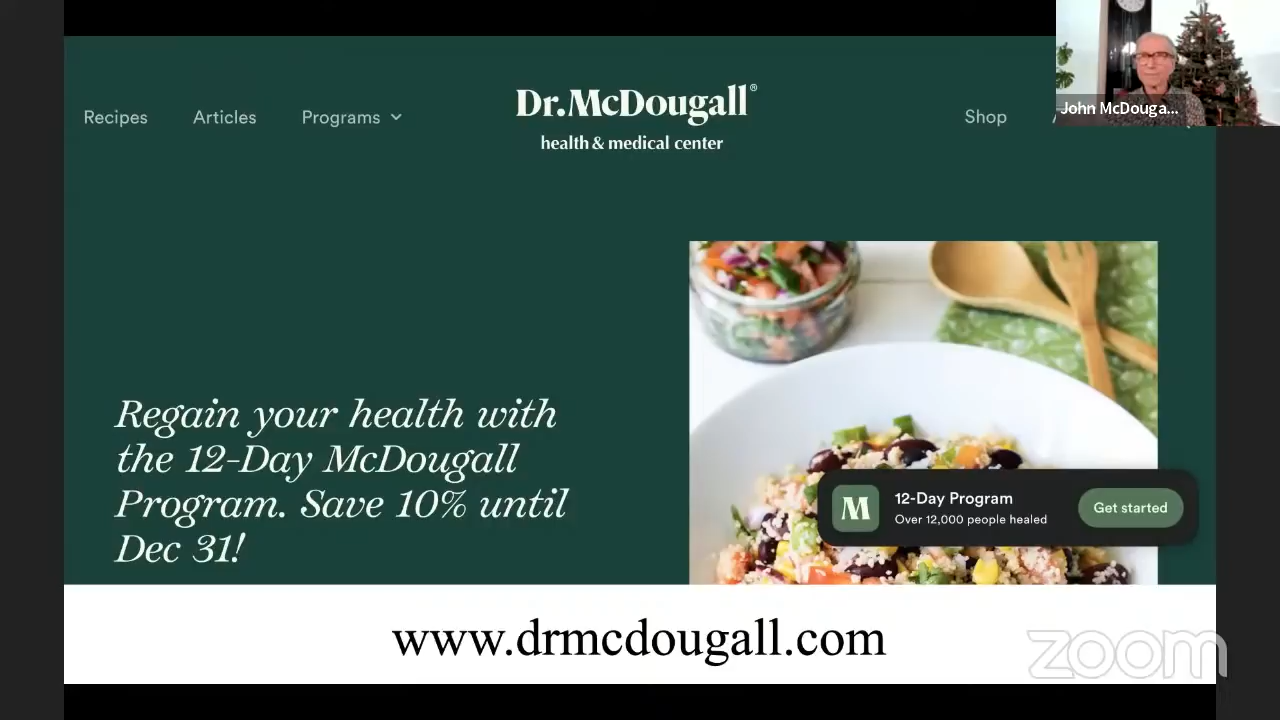 Recipes
Articles
Programs
Dr.McDougall®
health & medical center
Shop
John McDouga...
Regain your health with
the 12-Day McDougall
Program. Save 10% until
Dec 31!
M
12-Day Program
Over 12,000 people healed
Get started
www.drmcdougall.com
zoom